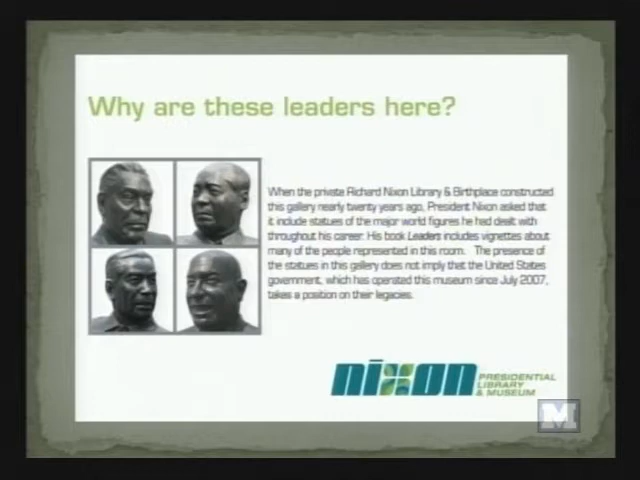 Why are these leaders here?
When the private Richard Nixon Library & Birthplace constructed
this gallery nearly twenty years ago, President Nixon asked that
it include statues of the major world figures he had dealt with
throughout his career. His book Leaders includes vignettes about
many of the people represented in this room. The presence of
the statues in this gallery does not imply that the United States
government, which has operated this museum since July 2007,
takes a position on their legacies.
nixon
PRESIDENTIAL
LIBRARY
& MUSEUM
M